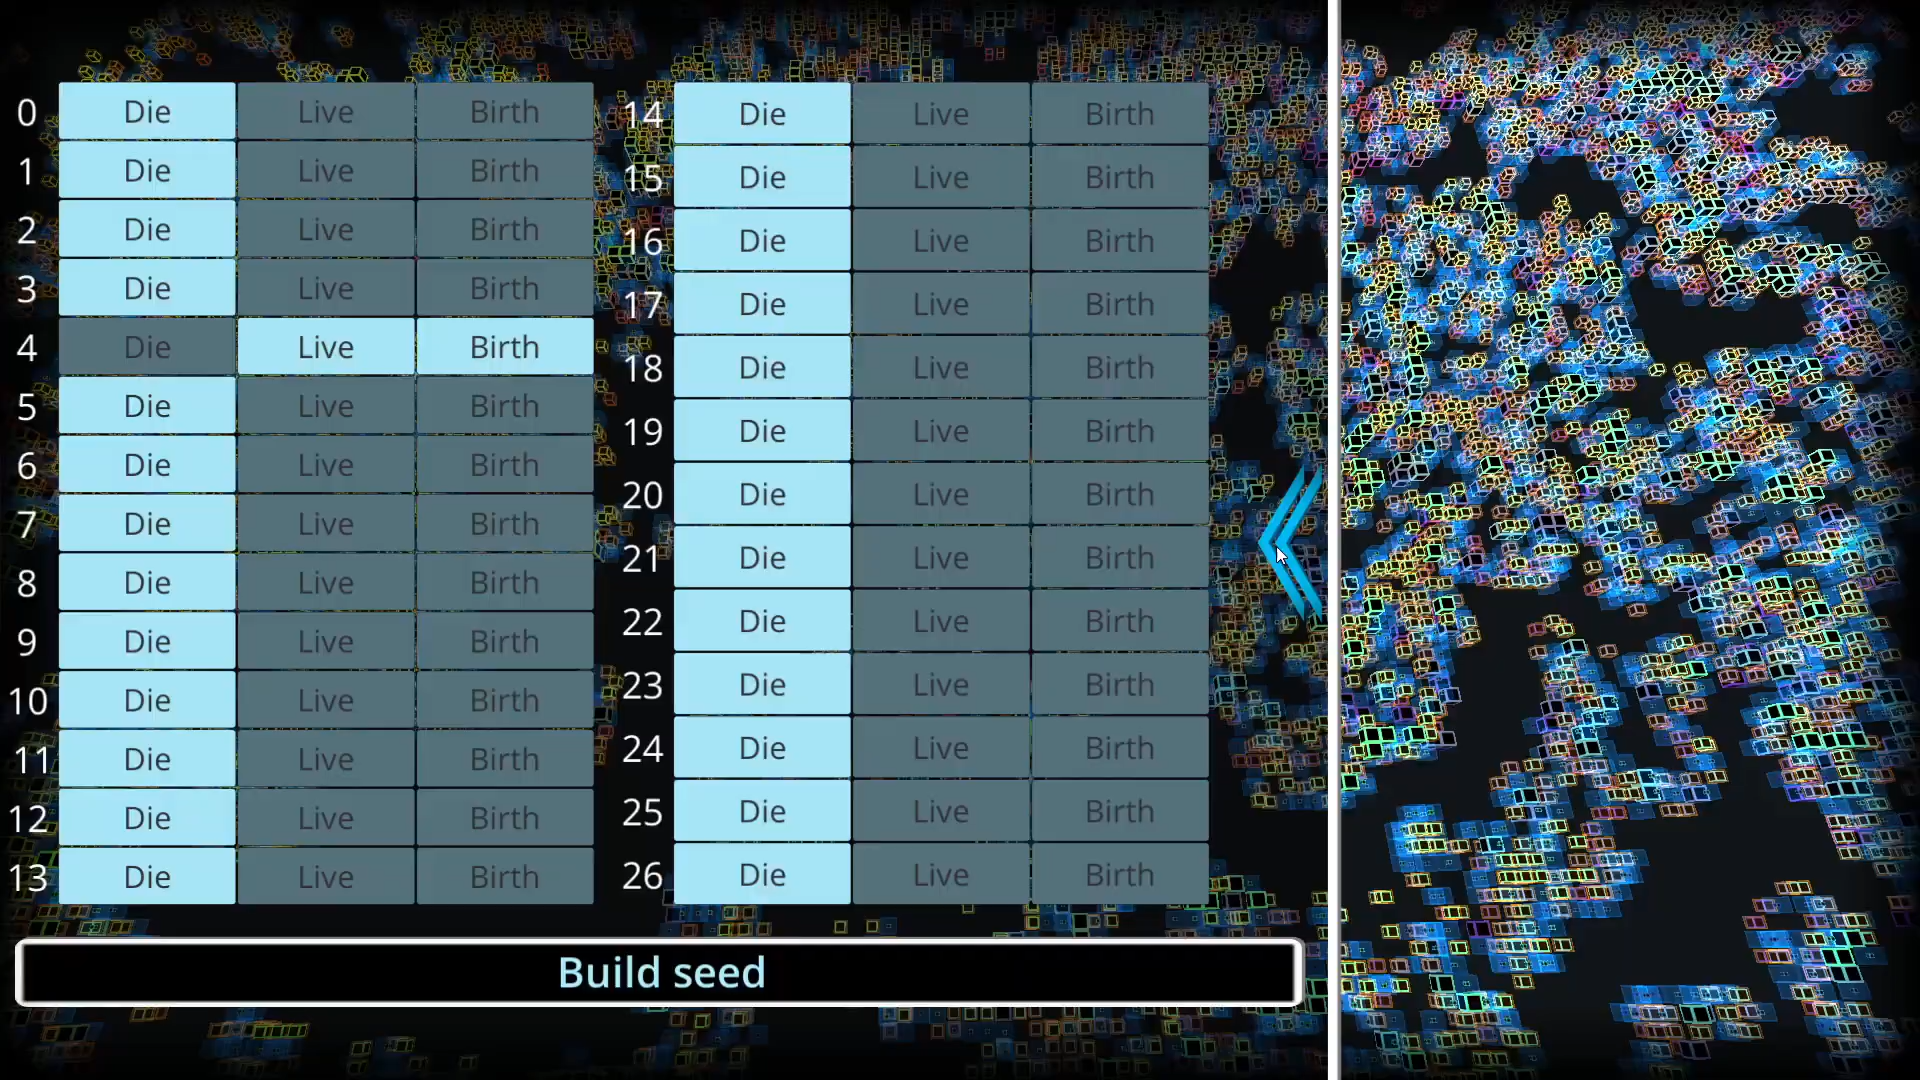 0 Die Live Birth
1 Die Live Birth
2 Die Live Birth
3 Die Live Birth
4 Die Live Birth
5 Die Live Birth
6 Die Live Birth
7 Die Live Birth
8 Die Live Birth
9 Die Live Birth
10 Die Live Birth
11 Die Live Birth
12 Die Live Birth
13 Die Live Birth
14 Die Live Birth
15 Die Live Birth
16 Die Live Birth
17 Die Live Birth
18 Die Live Birth
19 Die Live Birth
20 Die Live Birth
21 Die Live Birth
22 Die Live Birth
23 Die Live Birth
24 Die Live Birth
25 Die Live Birth
26 Die Live Birth
Build seed